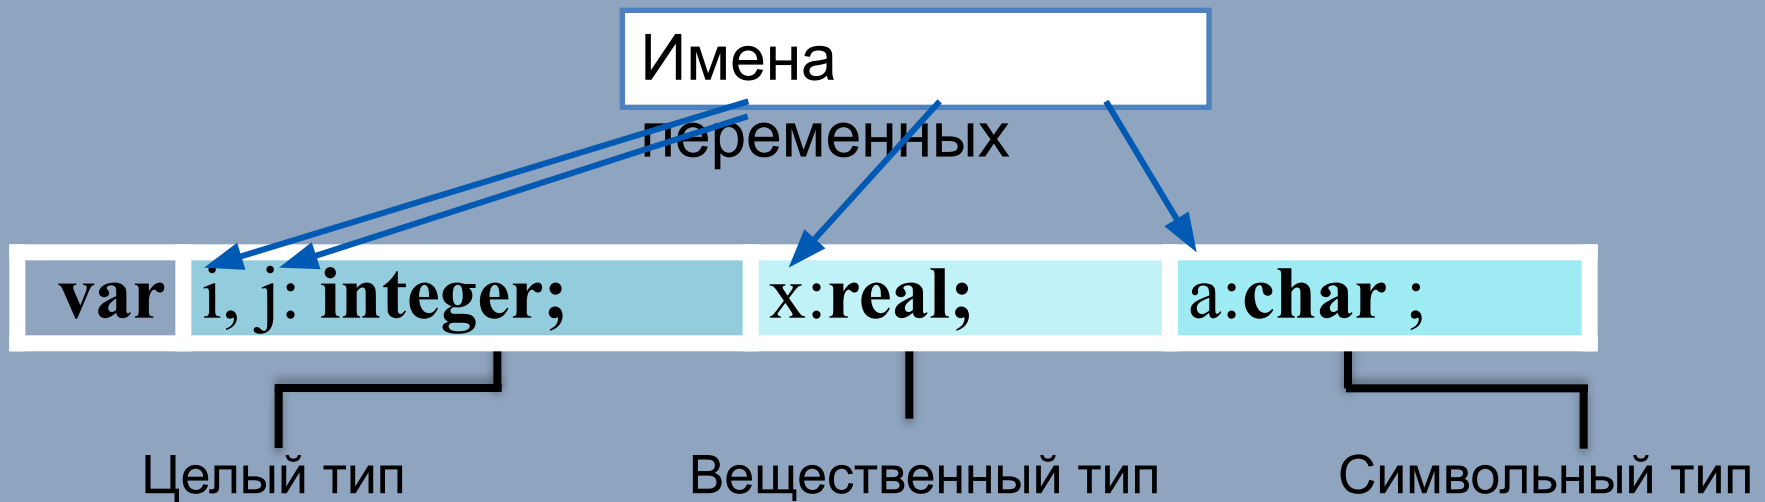 Имена
переменных
var i, j: integer; x:real; a:char ;
Целый тип Вещественный тип Символьный тип